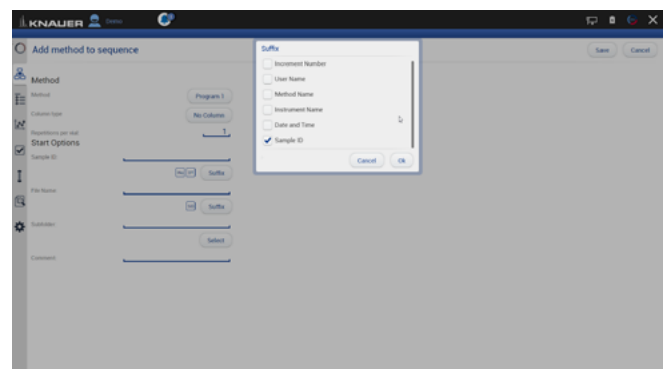 KNAUER Demo
Add method to sequence
Save Cancel
Suffix
Increment Number
User Name
Method Name
Instrument Name
Date and Time
Sample ID
Cancel Ok
Method
Method Program 1
Column type No Column
Repetitions per vial 1
Start Options
Sample ID
Suffix
File Name
Suffix
Subfolder
Select
Comment